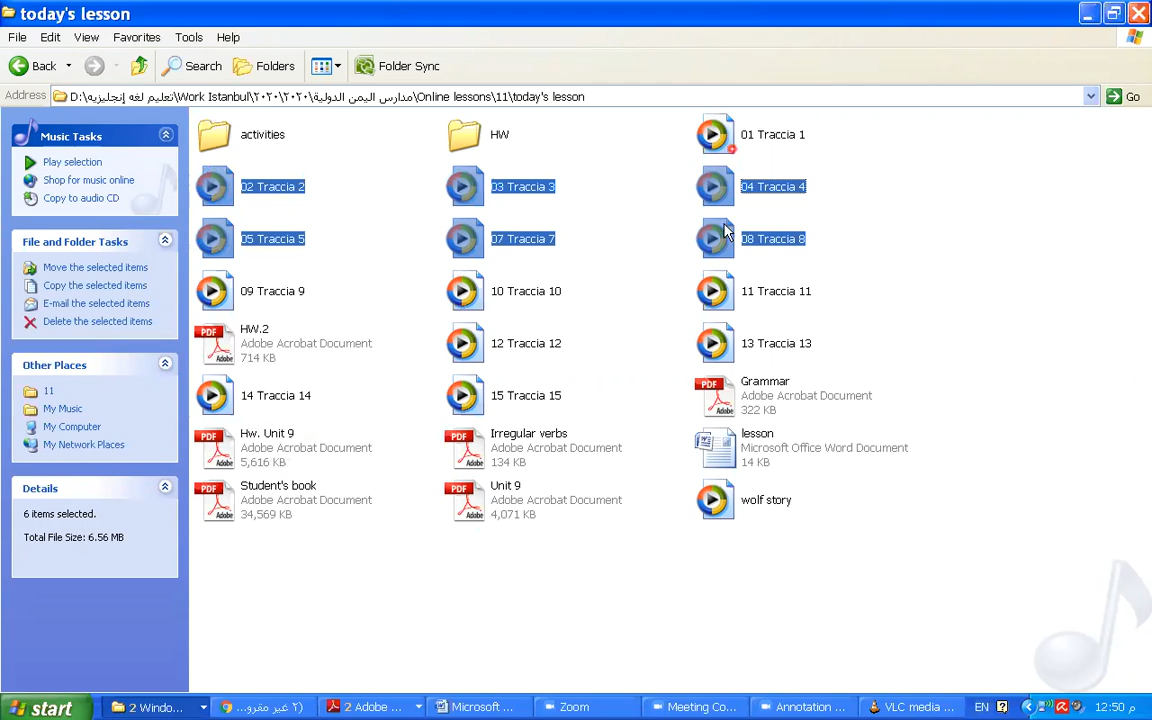 today's lesson
File Edit View Favorites Tools Help
Back Search Folders Folder Sync
Address D:\تعليم لغه إنجليزيه\Work Istanbul\٢٠٢٠\٢٠٢٠\مدارس اليمن الدولية\Online lessons\11\today's lesson Go
Music Tasks
Play selection
Shop for music online
Copy to audio CD
File and Folder Tasks
Move the selected items
Copy the selected items
E-mail the selected items
Delete the selected items
Other Places
11
My Music
My Computer
My Network Places
Details
6 items selected.
Total File Size: 6.56 MB
activities
HW
01 Traccia 1
02 Traccia 2
03 Traccia 3
04 Traccia 4
05 Traccia 5
07 Traccia 7
08 Traccia 8
09 Traccia 9
10 Traccia 10
11 Traccia 11
HW.2
Adobe Acrobat Document
714 KB
12 Traccia 12
13 Traccia 13
14 Traccia 14
15 Traccia 15
Grammar
Adobe Acrobat Document
322 KB
Hw. Unit 9
Adobe Acrobat Document
5,616 KB
Irregular verbs
Adobe Acrobat Document
134 KB
lesson
Microsoft Office Word Document
14 KB
Student's book
Adobe Acrobat Document
34,569 KB
Unit 9
Adobe Acrobat Document
4,071 KB
wolf story
start 2 Windo... (٢ غير مقرو... 2 Adobe ... Microsoft ... Zoom Meeting Co... Annotation ... VLC media ... EN 12:50 م